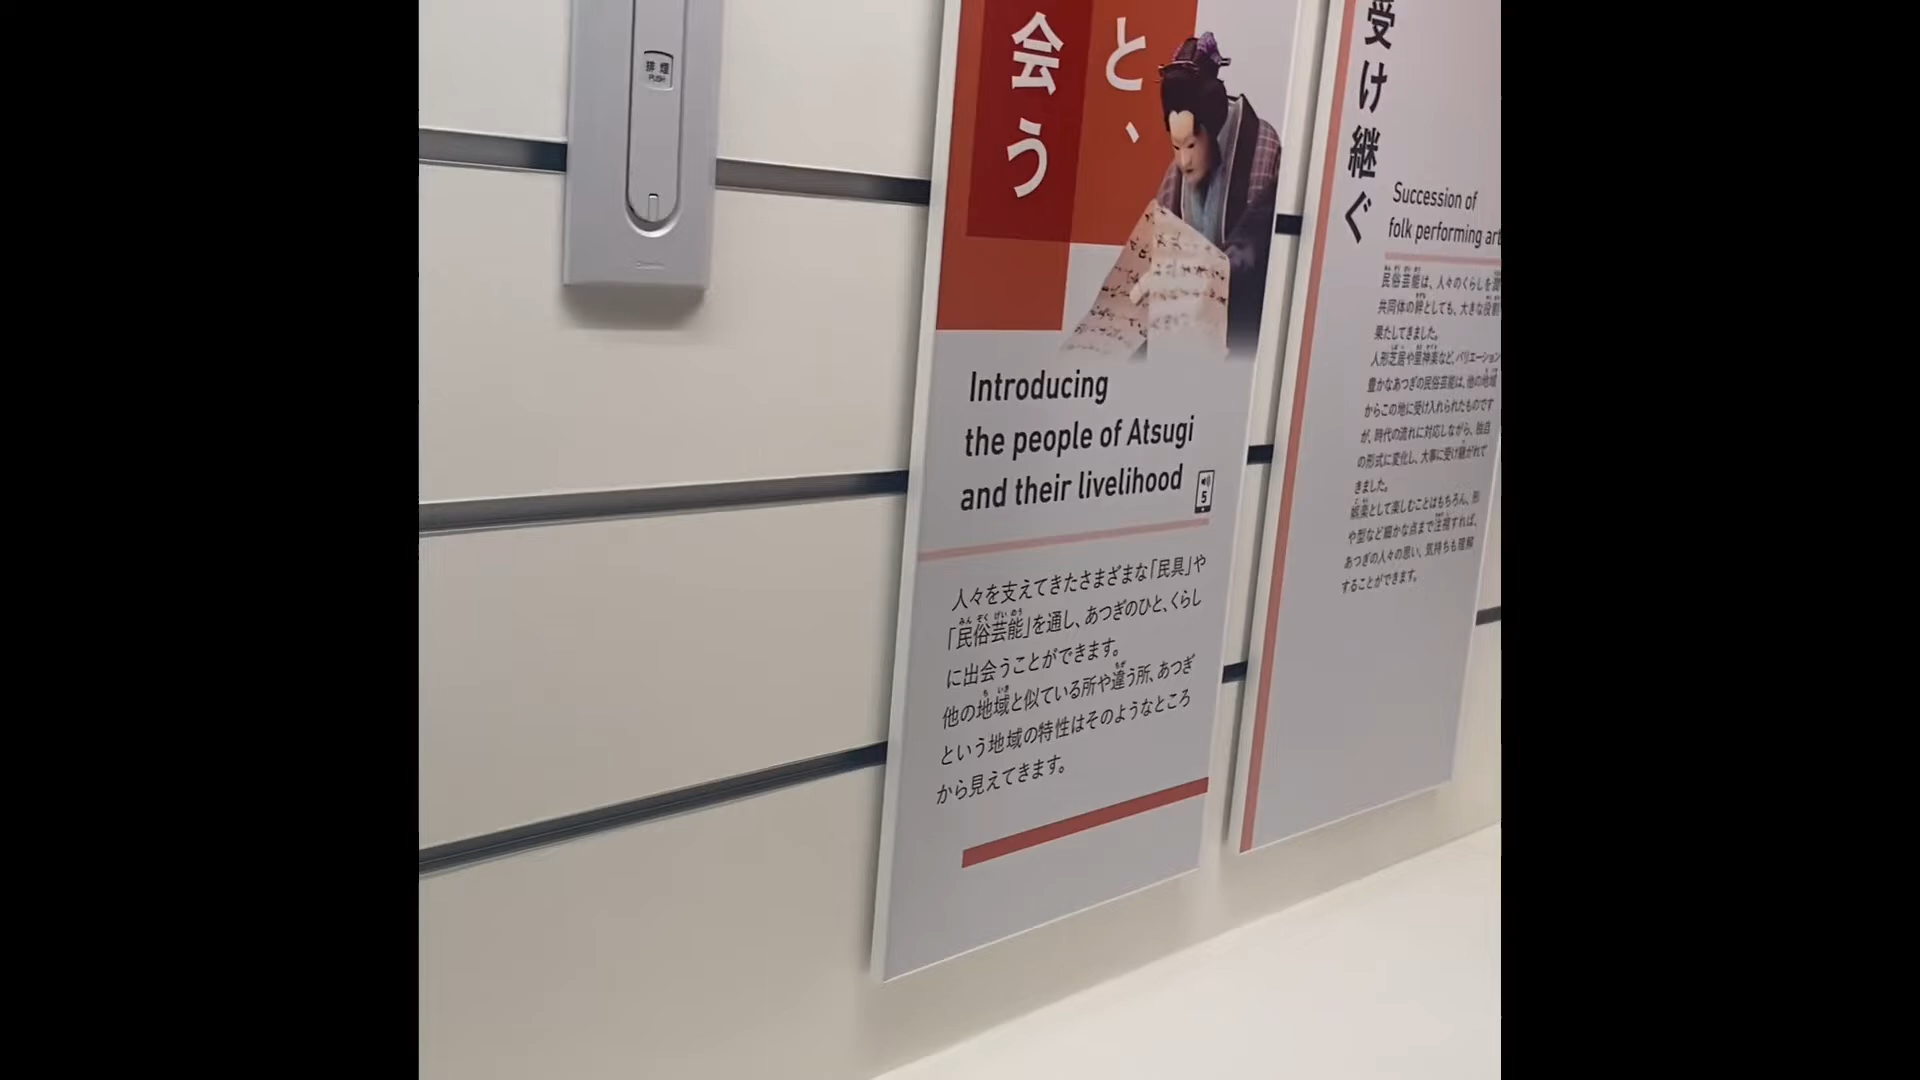 排煙
PUSH
と、
会う
Introducing
the people of Atsugi
and their livelihood
5
人々を支えてきたさまざまな「民具」や
「民俗芸能」を通し、あつぎのひと、くらし
に出会うことができます。
他の地域と似ている所や違う所、あつぎ
という地域の特性はそのようなところ
から見えてきます。
受け継ぐ
Succession of
folk performing art
民俗芸能は、人々のくらしを
共同体の絆としても、大きな役割
果たしてきました。
人形芝居や里神楽など、バリエーション
豊かなあつぎの民俗芸能は、他の地域
からこの地に受け入れられたものです
が、時代の流れに対応しながら、独自
の形式に変化し、大事に受け継がれて
きました。
娯楽として楽しむことはもちろん、形
や型など細かな点まで注視すれば、
あつぎの人々の思い、気持ちも理解
することができます。